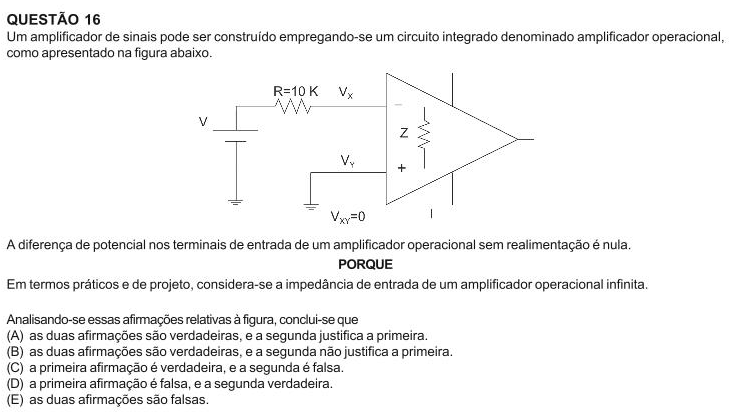 QUESTÃO 16
Um amplificador de sinais pode ser construído empregando-se um circuito integrado denominado amplificador operacional,
como apresentado na figura abaixo.
R=10 K VX
−
V
Z
VY
+
VXY=0
I
A diferença de potencial nos terminais de entrada de um amplificador operacional sem realimentação é nula.
PORQUE
Em termos práticos e de projeto, considera-se a impedância de entrada de um amplificador operacional infinita.
Analisando-se essas afirmações relativas à figura, conclui-se que
(A) as duas afirmações são verdadeiras, e a segunda justifica a primeira.
(B) as duas afirmações são verdadeiras, e a segunda não justifica a primeira.
(C) a primeira afirmação é verdadeira, e a segunda é falsa.
(D) a primeira afirmação é falsa, e a segunda verdadeira.
(E) as duas afirmações são falsas.